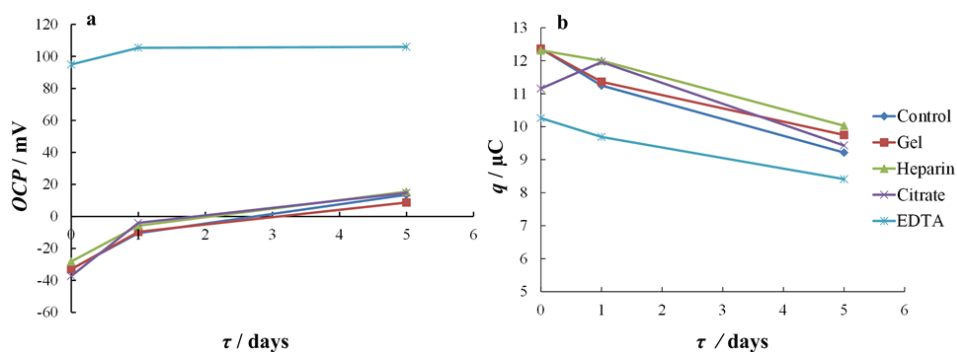 a
OCP / mV
120
100
80
60
40
20
0
-20
-40
-60
0 1 2 3 4 5 6
τ / days
b
q / µC
13
12
11
10
9
8
7
6
5
0 1 2 3 4 5 6
τ / days
Control
Gel
Heparin
Citrate
EDTA